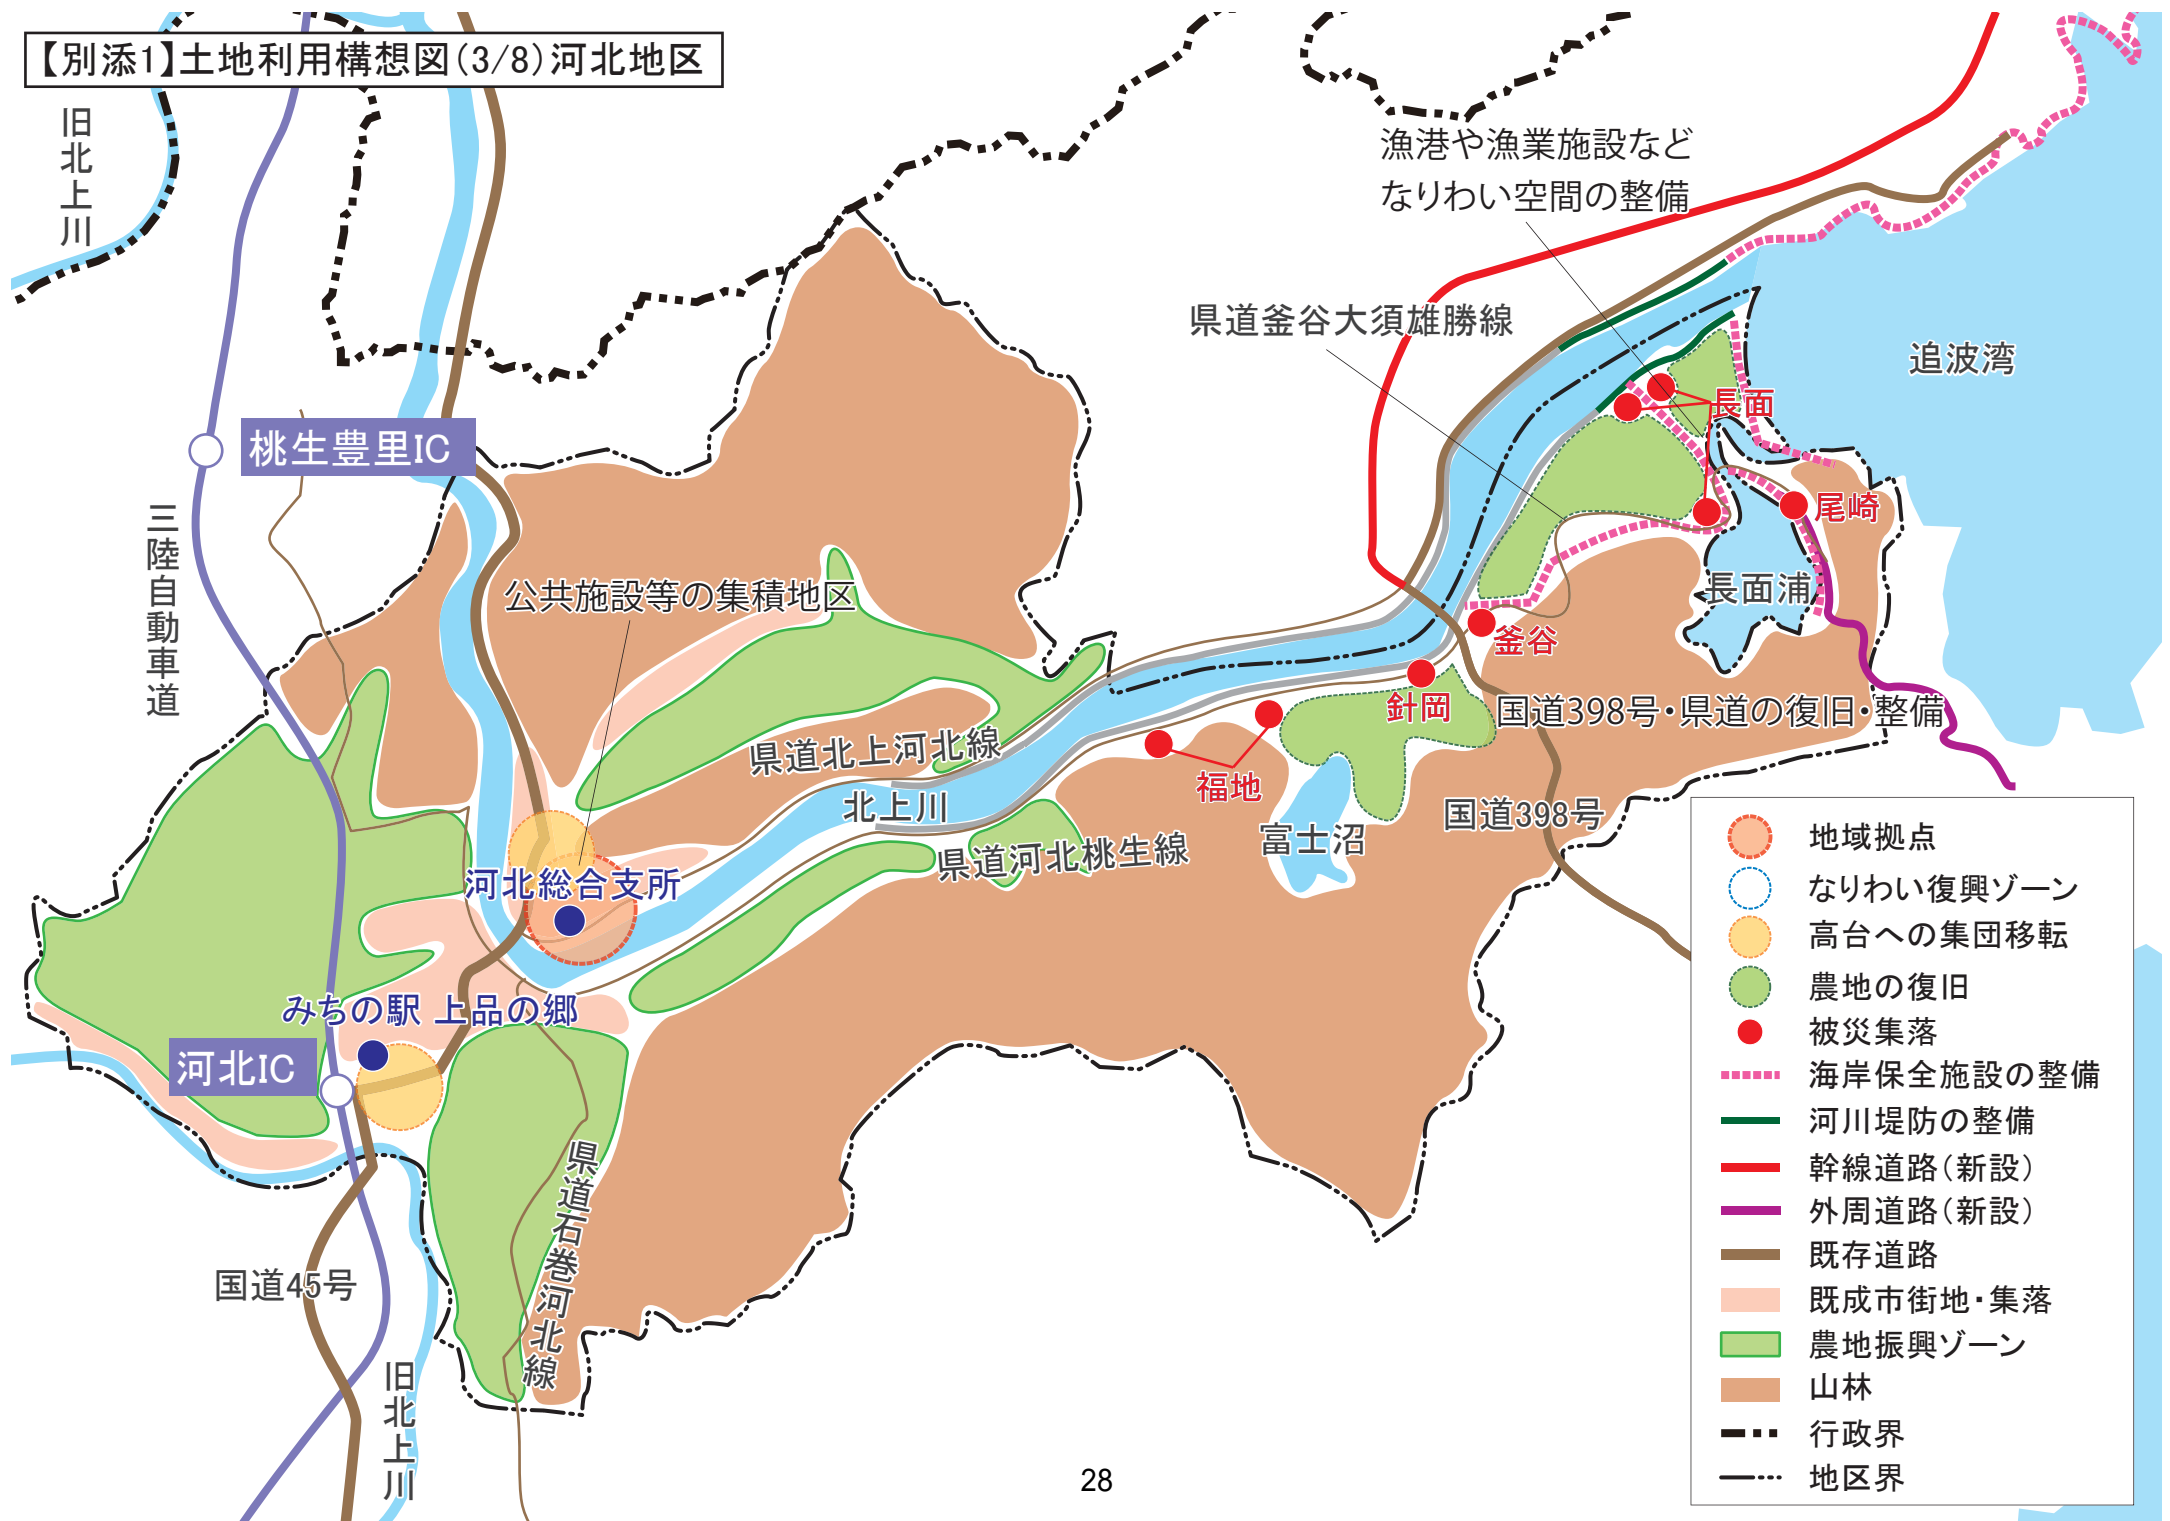 【別添1】土地利用構想図(3/8)河北地区
旧北上川
漁港や漁業施設など
なりわい空間の整備
県道釜谷大須雄勝線
追波湾
長面
桃生豊里IC
尾崎
三陸自動車道
公共施設等の集積地区
長面浦
釜谷
針岡
国道398号・県道の復旧・整備
県道北上河北線
福地
北上川
国道398号
富士沼
県道河北桃生線
河北総合支所
みちの駅 上品の郷
河北IC
県道石巻河北線
国道45号
旧北上川
地域拠点
なりわい復興ゾーン
高台への集団移転
農地の復旧
被災集落
海岸保全施設の整備
河川堤防の整備
幹線道路(新設)
外周道路(新設)
既存道路
既成市街地・集落
農地振興ゾーン
山林
行政界
地区界
28